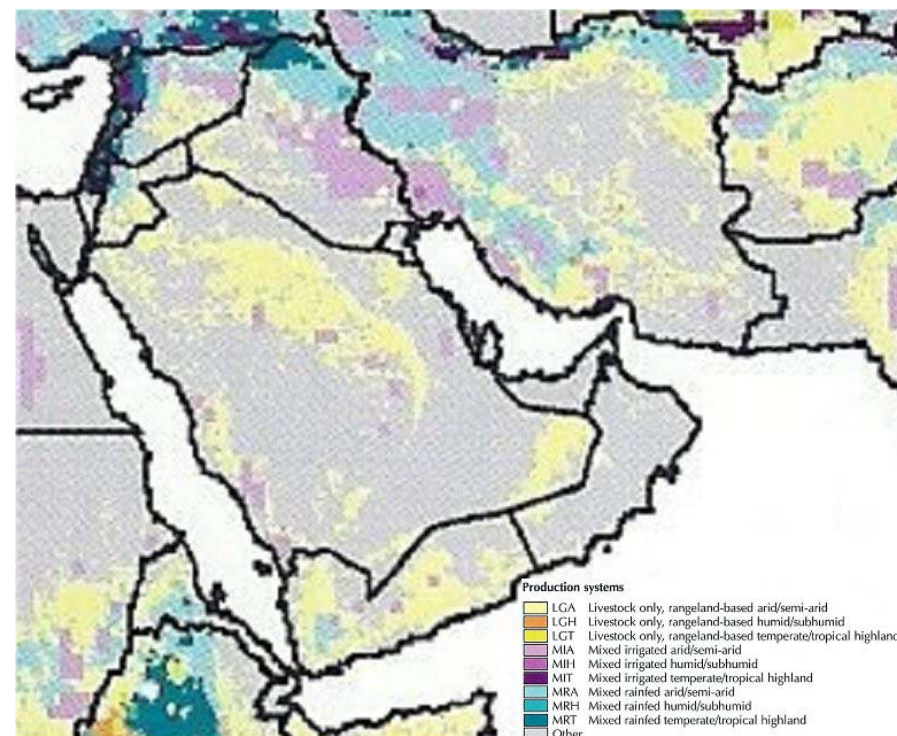 Production systems
LGA Livestock only, rangeland-based arid/semi-arid
LGH Livestock only, rangeland-based humid/subhumid
LGT Livestock only, rangeland-based temperate/tropical highland
MIA Mixed irrigated arid/semi-arid
MIH Mixed irrigated humid/subhumid
MIT Mixed irrigated temperate/tropical highland
MRA Mixed rainfed arid/semi-arid
MRH Mixed rainfed humid/subhumid
MRT Mixed rainfed temperate/tropical highland
Other